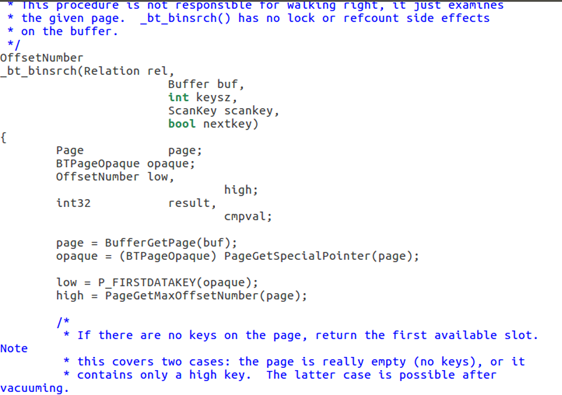 * This procedure is not responsible for walking right, it just examines
* the given page.  _bt_binsrch() has no lock or refcount side effects
* on the buffer.
*/
OffsetNumber
_bt_binsrch(Relation rel,
Buffer buf,
int keysz,
ScanKey scankey,
bool nextkey)
{
Page page;
BTPageOpaque opaque;
OffsetNumber low,
high;
int32 result,
cmpval;
page = BufferGetPage(buf);
opaque = (BTPageOpaque) PageGetSpecialPointer(page);
low = P_FIRSTDATAKEY(opaque);
high = PageGetMaxOffsetNumber(page);
/*
* If there are no keys on the page, return the first available slot.
Note
* this covers two cases: the page is really empty (no keys), or it
* contains only a high key.  The latter case is possible after
vacuuming.